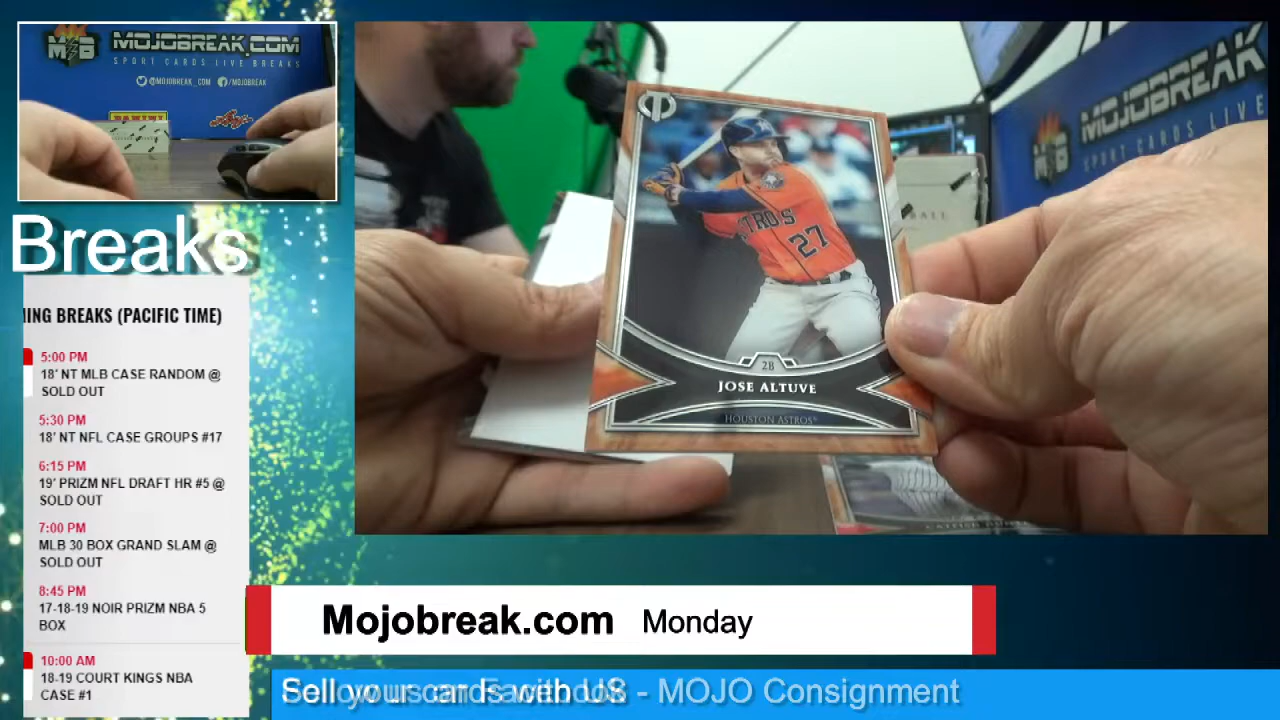 MOJOBREAK.COM
SPORT CARDS LIVE BREAKS
@MOJOBREAK_COM /MOJOBREAK
PANINI
Breaks
ING BREAKS (PACIFIC TIME)
5:00 PM
18' NT MLB CASE RANDOM @
SOLD OUT
5:30 PM
18' NT NFL CASE GROUPS #17
6:15 PM
19' PRIZM NFL DRAFT HR #5 @
SOLD OUT
7:00 PM
MLB 30 BOX GRAND SLAM @
SOLD OUT
8:45 PM
17-18-19 NOIR PRIZM NBA 5
BOX
10:00 AM
18-19 COURT KINGS NBA
CASE #1
MOJOBREAK
SPORT CARDS LIVE BRE
ASTROS
27
28
JOSE ALTUVE
HOUSTON ASTROS
Mojobreak.com Monday
Sell your cards with US - MOJO Consignment